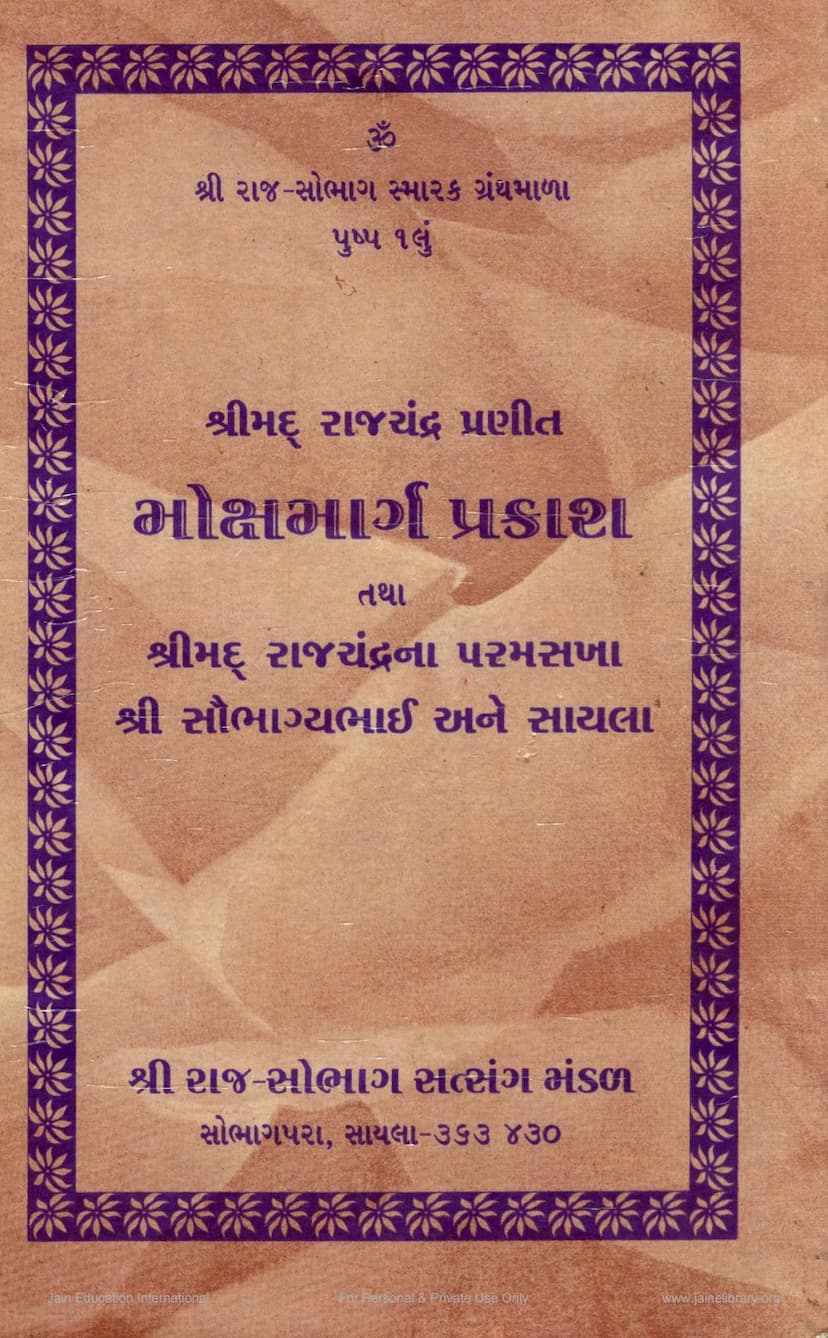 ૐ
શ્રી રાજ-સોભાગ સ્મારક ગ્રંથમાળા
પુષ્પ ૧લું
શ્રીમદ્ રાજચંદ્ર પ્રણીત
મોક્ષમાર્ગ પ્રકાશ
તથા
શ્રીમદ્ રાજચંદ્રના પરમસખા
શ્રી સૌભાગ્યભાઈ અને સાયલા
શ્રી રાજ-સોભાગ સત્સંગ મંડળ
સોભાગપરા, સાયલા-૩૬૩ ૪૩૦
Jain Education International For Personal & Private Use Only www.jainelibrary.org